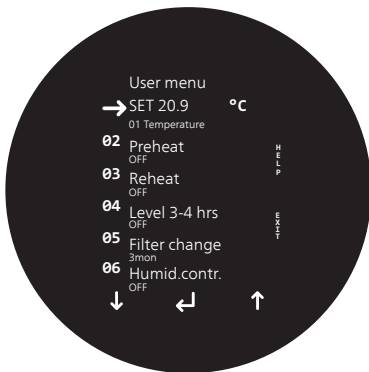 User menu
→ SET 20.9 °C
01 Temperature
02 Preheat
OFF
03 Reheat
OFF
04 Level 3-4 hrs
OFF
05 Filter change
3mon
06 Humid.contr.
OFF
↓ ↵ ↑
HELP
EXIT